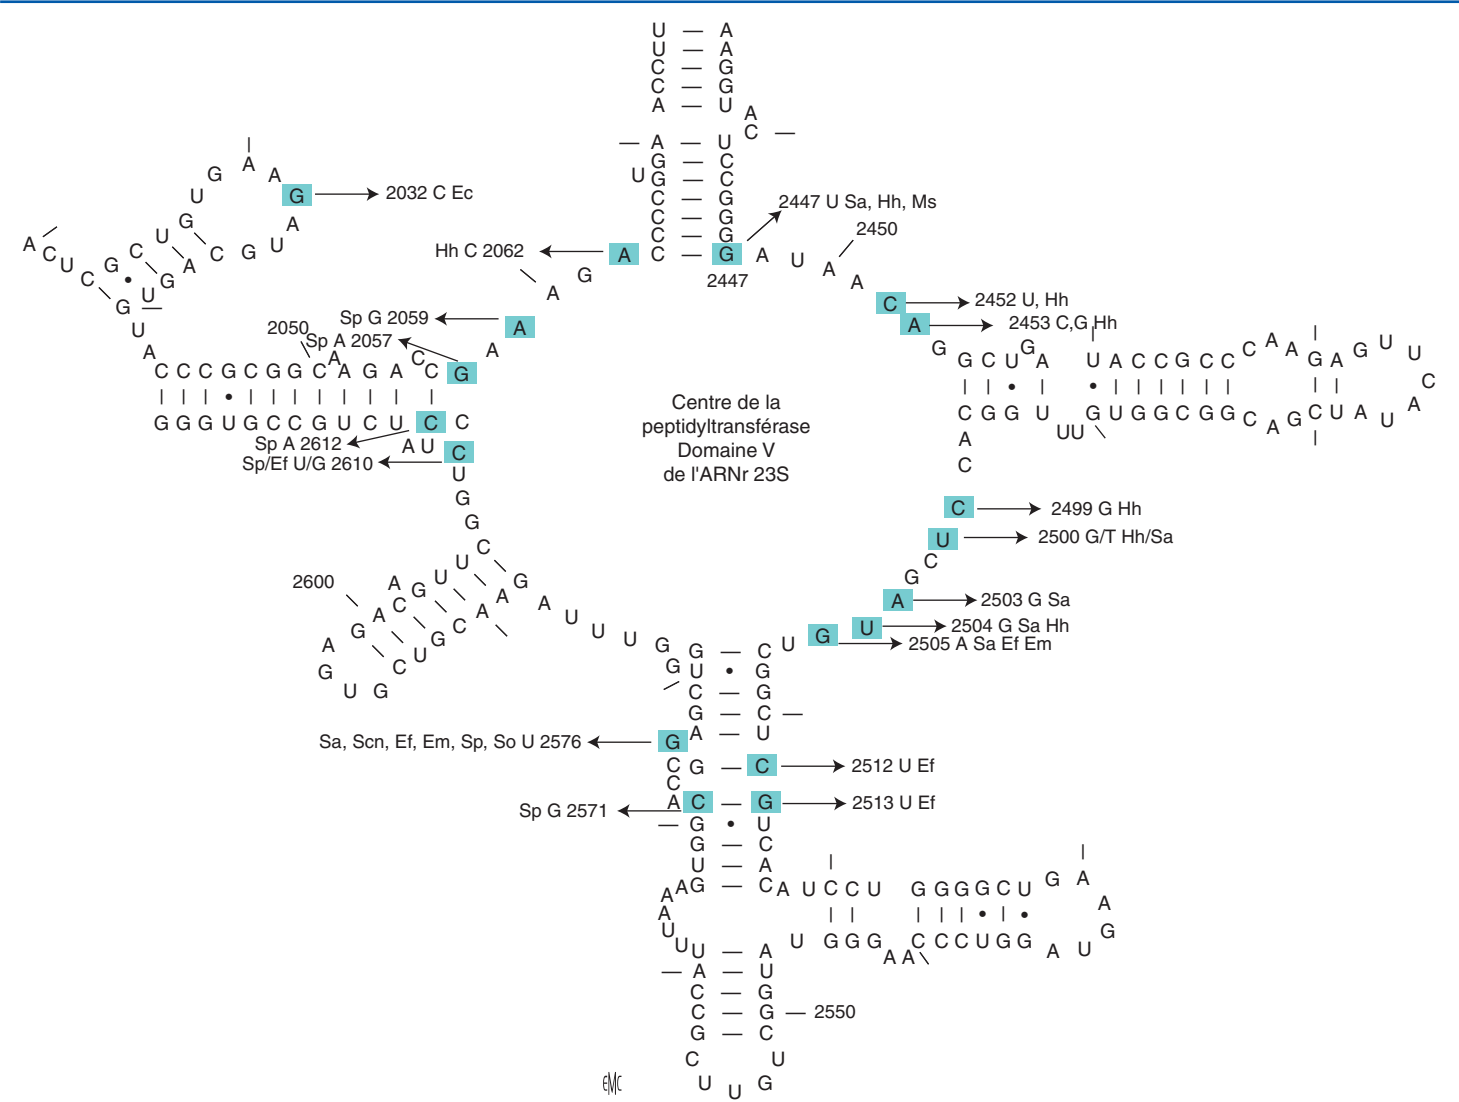 U — A
U — A
C — G
C — G
A — U
A
C —
— A — U
G — C
U G — C
C — G
C — G
C — G
C — G
A
G 2032 C Ec
A
U
G
A C
G
U
G
U
C A
G G
C U
A C U C G U A
2447 U Sa, Hh, Ms
2450
Hh C 2062
A
G
A
G
2447
A U A A
C 2452 U, Hh
A 2453 C,G Hh
Sp G 2059
A
A
2050
Sp A 2057
G
C C C G C G G C A A G A C C
G G G U G C C G U C U C C
Sp A 2612
A U
Sp/Ef U/G 2610
C
U
G
G
C
Centre de la
peptidyltransférase
Domaine V
de l'ARNr 23S
G G C U G A U A C C G C C C A A G A G U U
C
C G G U U U G U G G C G G C A G C U A U A
A
C
C 2499 G Hh
U 2500 G/T Hh/Sa
C
G
A 2503 G Sa
U 2504 G Sa Hh
G 2505 A Sa Ef Em
U
2600
A G U U
G A C
A
G
U G
C U G C A A G
A U U U G
G
G — C
U • G
C — G
G — C —
A — U
Sa, Scn, Ef, Em, Sp, So U 2576
G
C G — C 2512 U Ef
C
Sp G 2571
A C — G 2513 U Ef
— G • U
G — C
U — A
A G — C A U C C U G G G G C U G A
A
A
A
G
U
U U — A U G G G A A C C C U G G A U
— A — U
C — G
C — G — 2550
G — C
C U
U U G
EMC